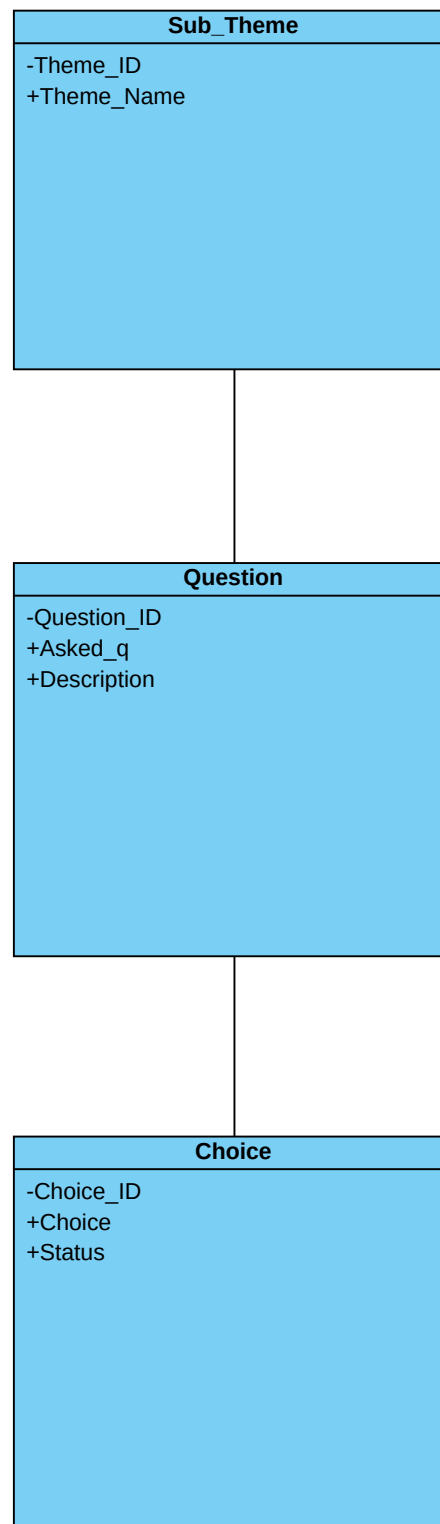 Sub_Theme
-Theme_ID
+Theme_Name
Question
-Question_ID
+Asked_q
+Description
Choice
-Choice_ID
+Choice
+Status